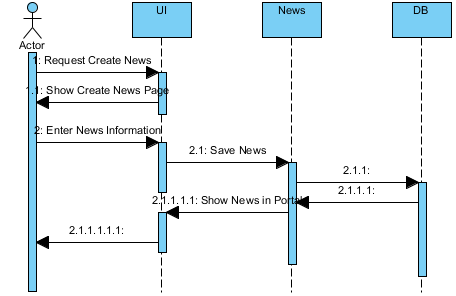 UI
News
DB
Actor
1: Request Create News
1.1: Show Create News Page
2: Enter News Information
2.1: Save News
2.1.1:
2.1.1.1:
2.1.1.1.1: Show News in Portal
2.1.1.1.1.1: